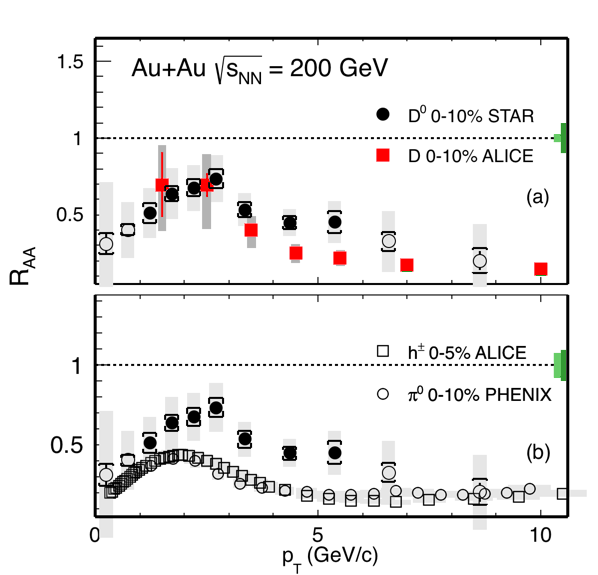 Au+Au √sNN = 200 GeV
1.5
D⁰ 0-10% STAR
1
D 0-10% ALICE
(a)
0.5
RAA
h± 0-5% ALICE
1
π⁰ 0-10% PHENIX
0.5
(b)
0 5 10
pT (GeV/c)